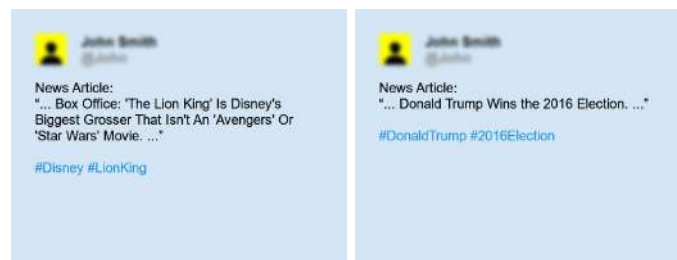 John Smith
@John
News Article:
"... Box Office: 'The Lion King' Is Disney's
Biggest Grosser That Isn't An 'Avengers' Or
'Star Wars' Movie. ..."
#Disney #LionKing
John Smith
@John
News Article:
"... Donald Trump Wins the 2016 Election. ..."
#DonaldTrump #2016Election